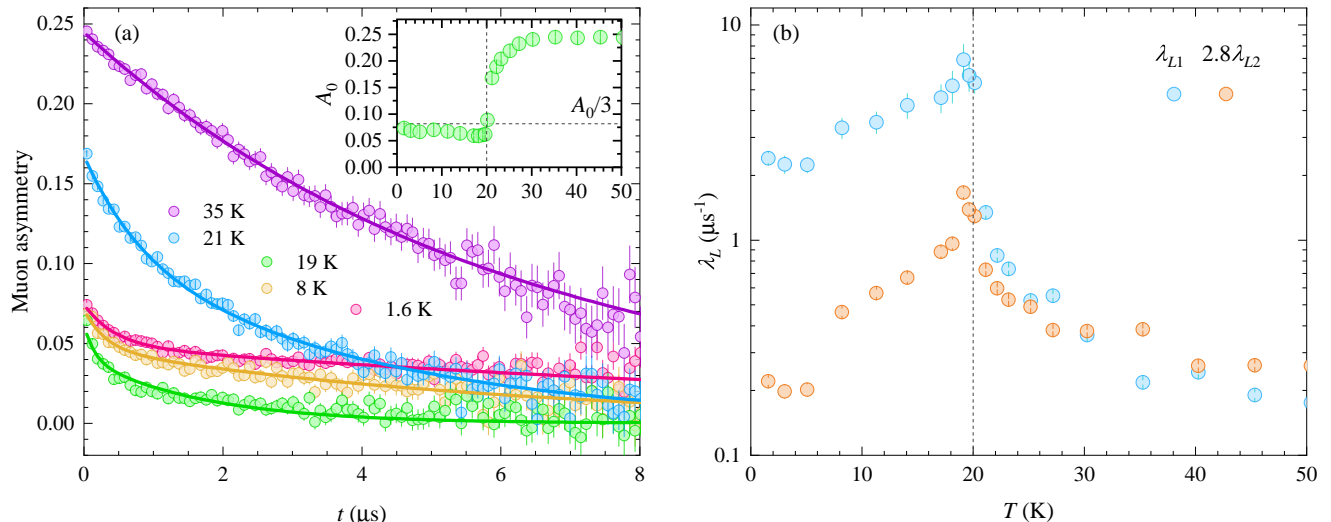 (a)
Muon asymmetry
0.25
0.20
0.15
0.10
0.05
0.00
0
2
4
6
8
t (μs)
35 K
21 K
19 K
8 K
1.6 K
A0
0.25
0.20
0.15
0.10
0.05
0.00
0
10
20
30
40
50
A0/3
(b)
λL (μs-1)
10
1
0.1
0
10
20
30
40
50
T (K)
λL1 2.8λL2